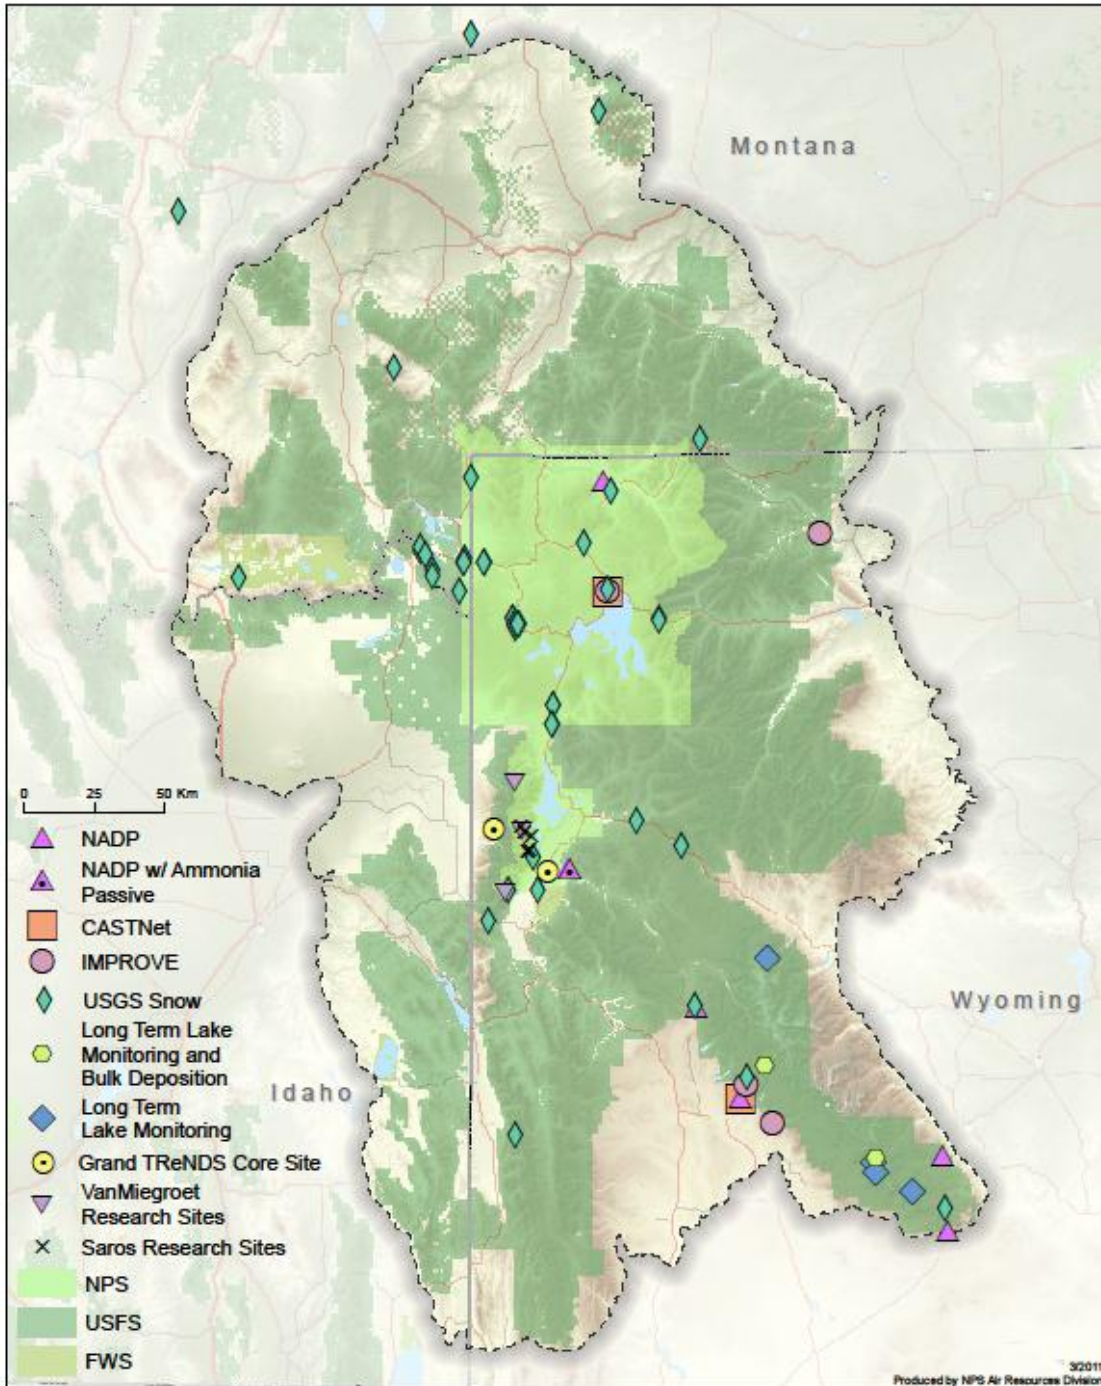 Montana
Wyoming
Idaho
0 25 50 Km
NADP
NADP w/ Ammonia
Passive
CASTNet
IMPROVE
USGS Snow
Long Term Lake
Monitoring and
Bulk Deposition
Long Term
Lake Monitoring
Grand TReNDS Core Site
VanMiegroet
Research Sites
Saros Research Sites
NPS
USFS
FWS
3/2011
Produced by NPS Air Resources Division